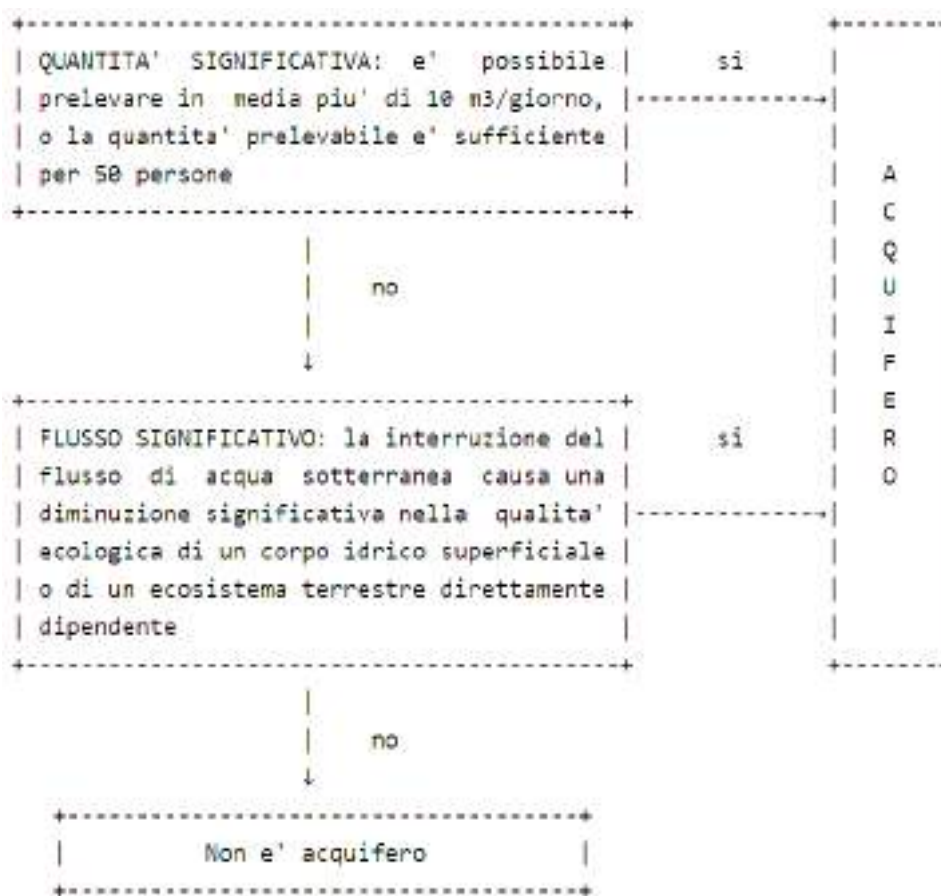 QUANTITA' SIGNIFICATIVA: e' possibile
prelevare in media piu' di 10 m3/giorno,
o la quantita' prelevabile e' sufficiente
per 50 persone
si
no
FLUSSO SIGNIFICATIVO: la interruzione del
flusso di acqua sotterranea causa una
diminuzione significativa nella qualita'
ecologica di un corpo idrico superficiale
o di un ecosistema terrestre direttamente
dipendente
si
no
Non e' acquifero
A
C
Q
U
I
F
E
R
O